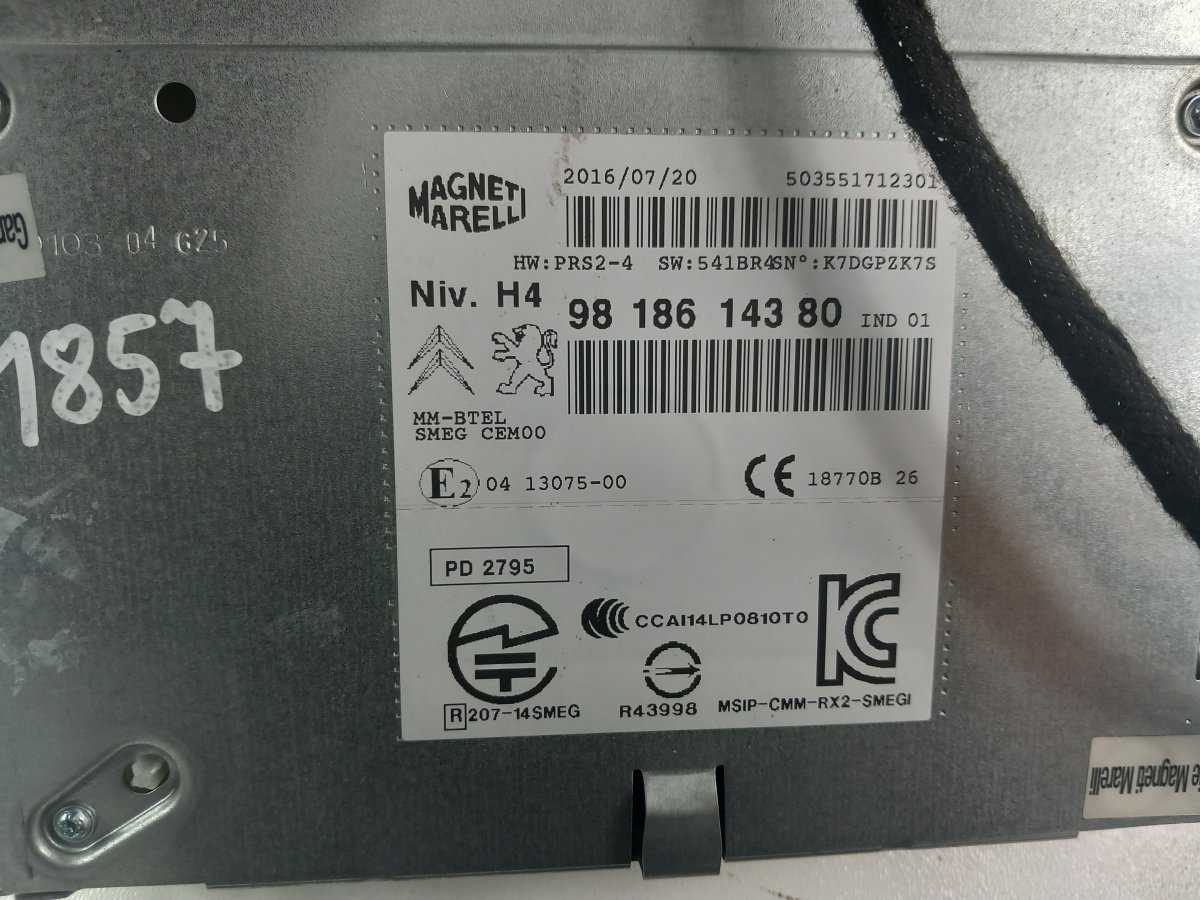 MAGNETI
MARELLI
2016/07/20 503551712301
HW:PRS2-4 SW:541BR4SN°:K7DGPZK7S
Niv. H4 98 186 143 80 IND 01
MM-BTEL
SMEG CEM00
E2 04 13075-00 CE 18770B 26
PD 2795
CCAI14LP0810T0
KC
R 207-14SMEG R43998 MSIP-CMM-RX2-SMEGI
04 G25
1857
Magneti Marelli